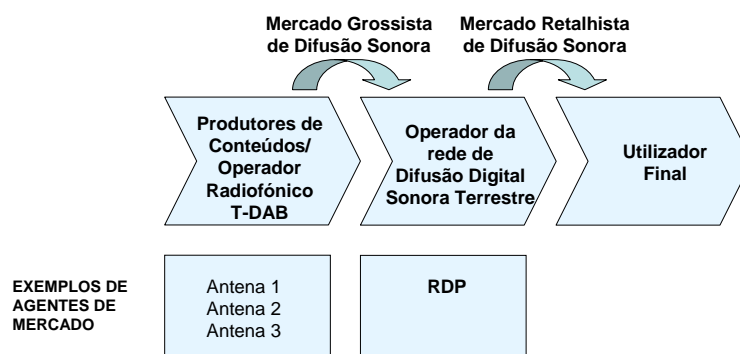 Mercado Grossista
de Difusão Sonora
Mercado Retalhista
de Difusão Sonora
Produtores de
Conteúdos/
Operador
Radiofónico
T-DAB
Operador da
rede de
Difusão Digital
Sonora Terrestre
Utilizador
Final
EXEMPLOS DE
AGENTES DE
MERCADO
Antena 1
Antena 2
Antena 3
RDP